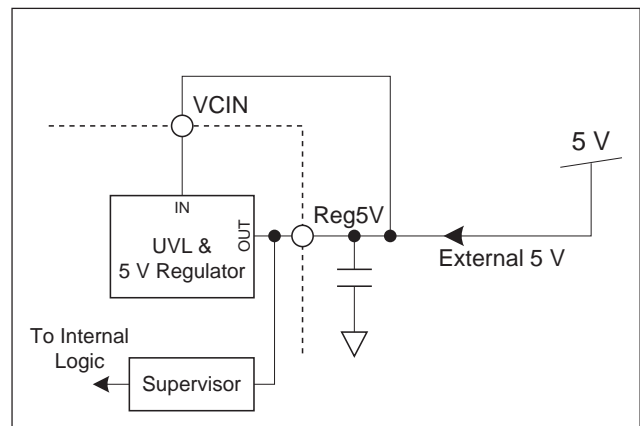 VCIN
5 V
IN
UVL &
5 V Regulator
OUT
Reg5V
External 5 V
To Internal
Logic
Supervisor